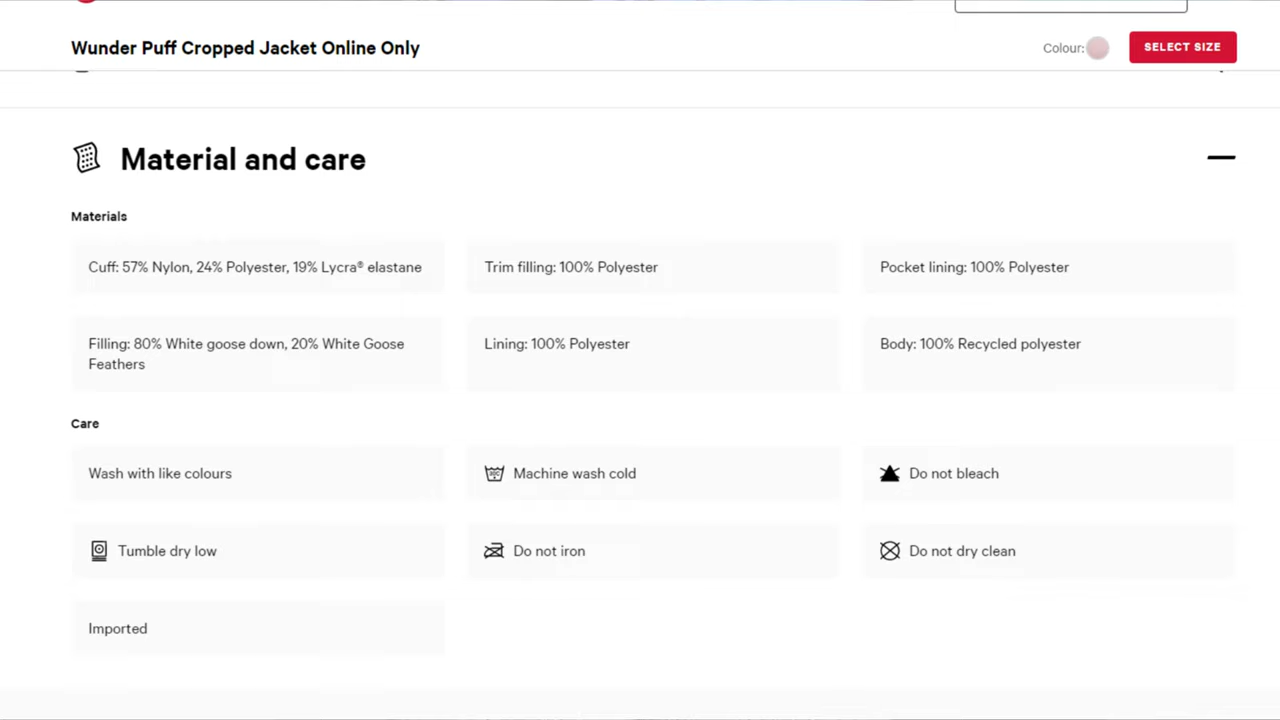 Wunder Puff Cropped Jacket Online Only
Colour:
SELECT SIZE
Material and care
Materials
Cuff: 57% Nylon, 24% Polyester, 19% Lycra® elastane
Trim filling: 100% Polyester
Pocket lining: 100% Polyester
Filling: 80% White goose down, 20% White Goose
Feathers
Lining: 100% Polyester
Body: 100% Recycled polyester
Care
Wash with like colours
Machine wash cold
Do not bleach
Tumble dry low
Do not iron
Do not dry clean
Imported